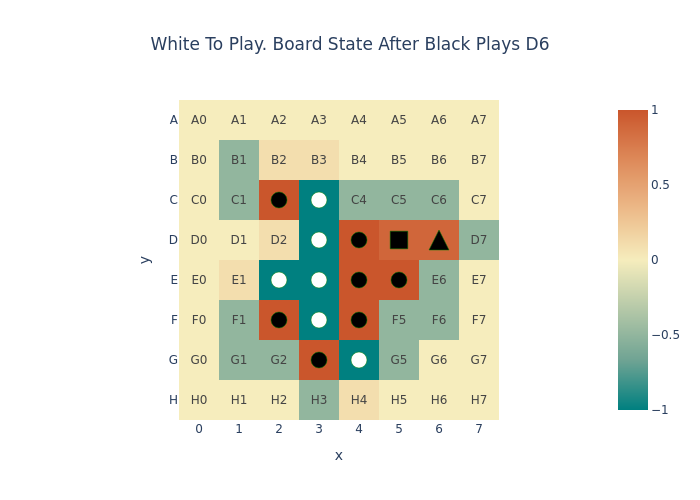 White To Play. Board State After Black Plays D6
A A0 A1 A2 A3 A4 A5 A6 A7
B B0 B1 B2 B3 B4 B5 B6 B7
C C0 C1 C4 C5 C6 C7
D D0 D1 D2 D7
E E0 E1 E6 E7
F F0 F1 F5 F6 F7
G G0 G1 G2 G5 G6 G7
H H0 H1 H2 H3 H4 H5 H6 H7
0 1 2 3 4 5 6 7
x
y
1
0.5
0
−0.5
−1